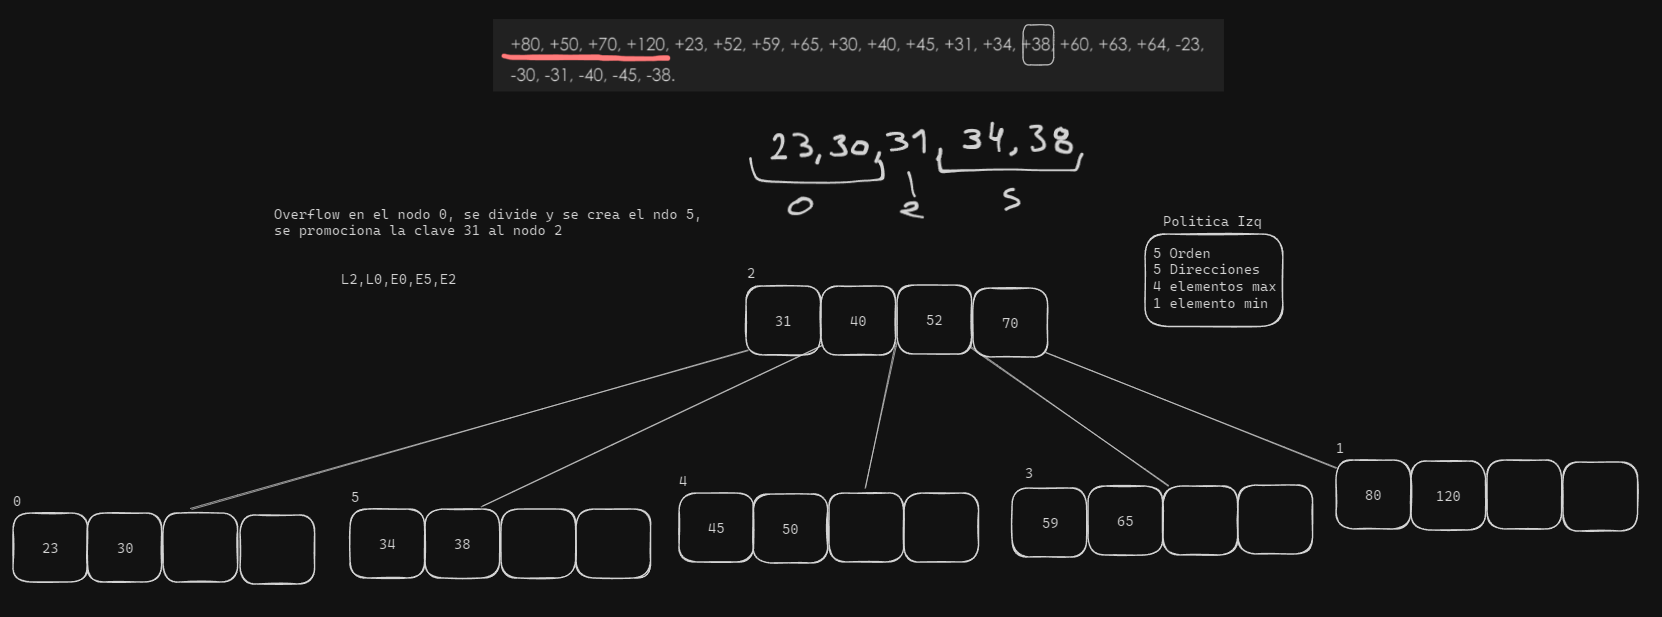 +80, +50, +70, +120, +23, +52, +59, +65, +30, +40, +45, +31, +34, +38, +60, +63, +64, -23,
-30, -31, -40, -45, -38.
23, 30, 31, 34, 38,
0 2 5
Overflow en el nodo 0, se divide y se crea el ndo 5,
se promociona la clave 31 al nodo 2
Politica Izq
5 Orden
5 Direcciones
4 elementos max
1 elemento min
L2,L0,E0,E5,E2
2
31 40 52 70
0
23 30
5
34 38
4
45 50
3
59 65
1
80 120